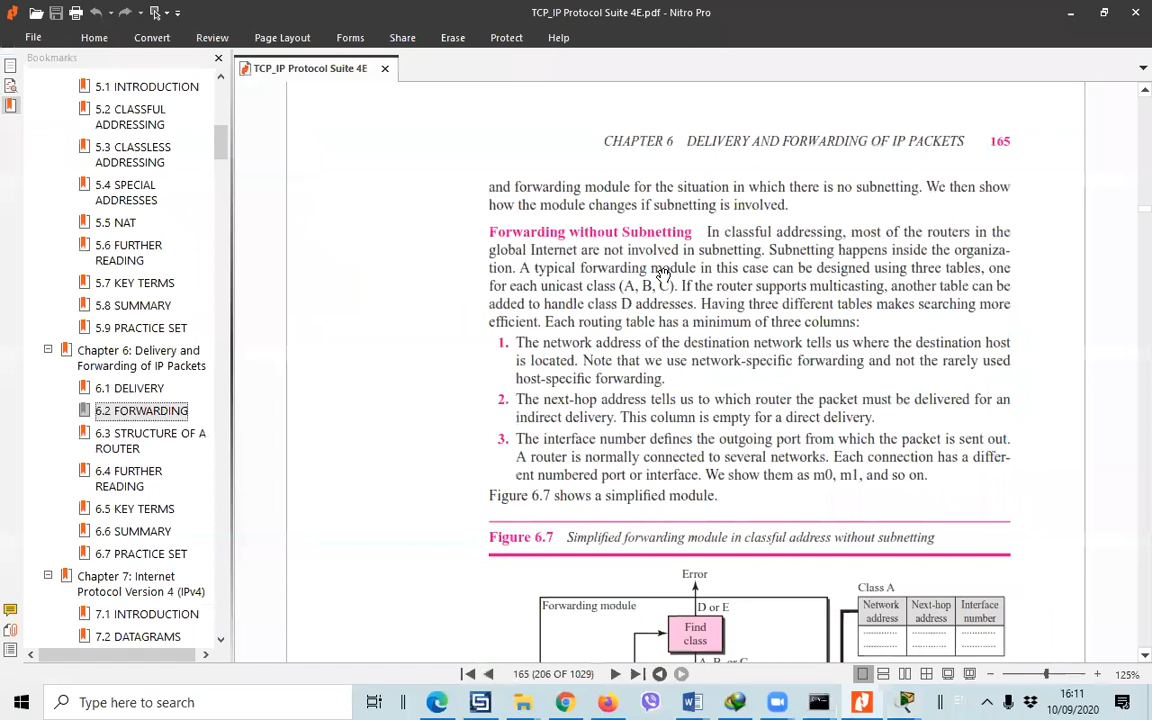 TCP_IP Protocol Suite 4E.pdf - Nitro Pro
File Home Convert Review Page Layout Forms Share Erase Protect Help
Bookmarks
TCP_IP Protocol Suite 4E
5.1 INTRODUCTION
5.2 CLASSFUL
ADDRESSING
5.3 CLASSLESS
ADDRESSING
5.4 SPECIAL
ADDRESSES
5.5 NAT
5.6 FURTHER
READING
5.7 KEY TERMS
5.8 SUMMARY
5.9 PRACTICE SET
Chapter 6: Delivery and
Forwarding of IP Packets
6.1 DELIVERY
6.2 FORWARDING
6.3 STRUCTURE OF A
ROUTER
6.4 FURTHER
READING
6.5 KEY TERMS
6.6 SUMMARY
6.7 PRACTICE SET
Chapter 7: Internet
Protocol Version 4 (IPv4)
7.1 INTRODUCTION
7.2 DATAGRAMS
CHAPTER 6 DELIVERY AND FORWARDING OF IP PACKETS 165
and forwarding module for the situation in which there is no subnetting. We then show
how the module changes if subnetting is involved.
Forwarding without Subnetting In classful addressing, most of the routers in the
global Internet are not involved in subnetting. Subnetting happens inside the organiza-
tion. A typical forwarding module in this case can be designed using three tables, one
for each unicast class (A, B, C). If the router supports multicasting, another table can be
added to handle class D addresses. Having three different tables makes searching more
efficient. Each routing table has a minimum of three columns:
1. The network address of the destination network tells us where the destination host
is located. Note that we use network-specific forwarding and not the rarely used
host-specific forwarding.
2. The next-hop address tells us to which router the packet must be delivered for an
indirect delivery. This column is empty for a direct delivery.
3. The interface number defines the outgoing port from which the packet is sent out.
A router is normally connected to several networks. Each connection has a differ-
ent numbered port or interface. We show them as m0, m1, and so on.
Figure 6.7 shows a simplified module.
Figure 6.7 Simplified forwarding module in classful address without subnetting
Error
Forwarding module
D or E
Find
class
A, B, or C
Class A
Network
address
Next-hop
address
Interface
number
165 (206 OF 1029)
125%
Type here to search
16:11
10/09/2020